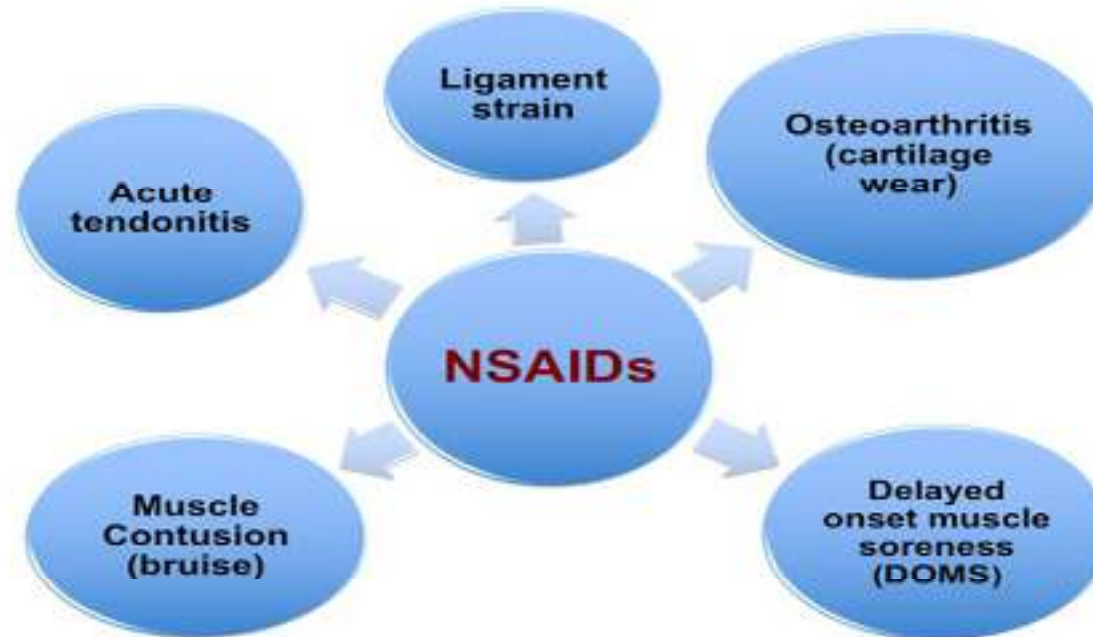 Ligament
strain
Osteoarthritis
(cartilage
wear)
Acute
tendonitis
NSAIDs
Muscle
Contusion
(bruise)
Delayed
onset muscle
soreness
(DOMS)